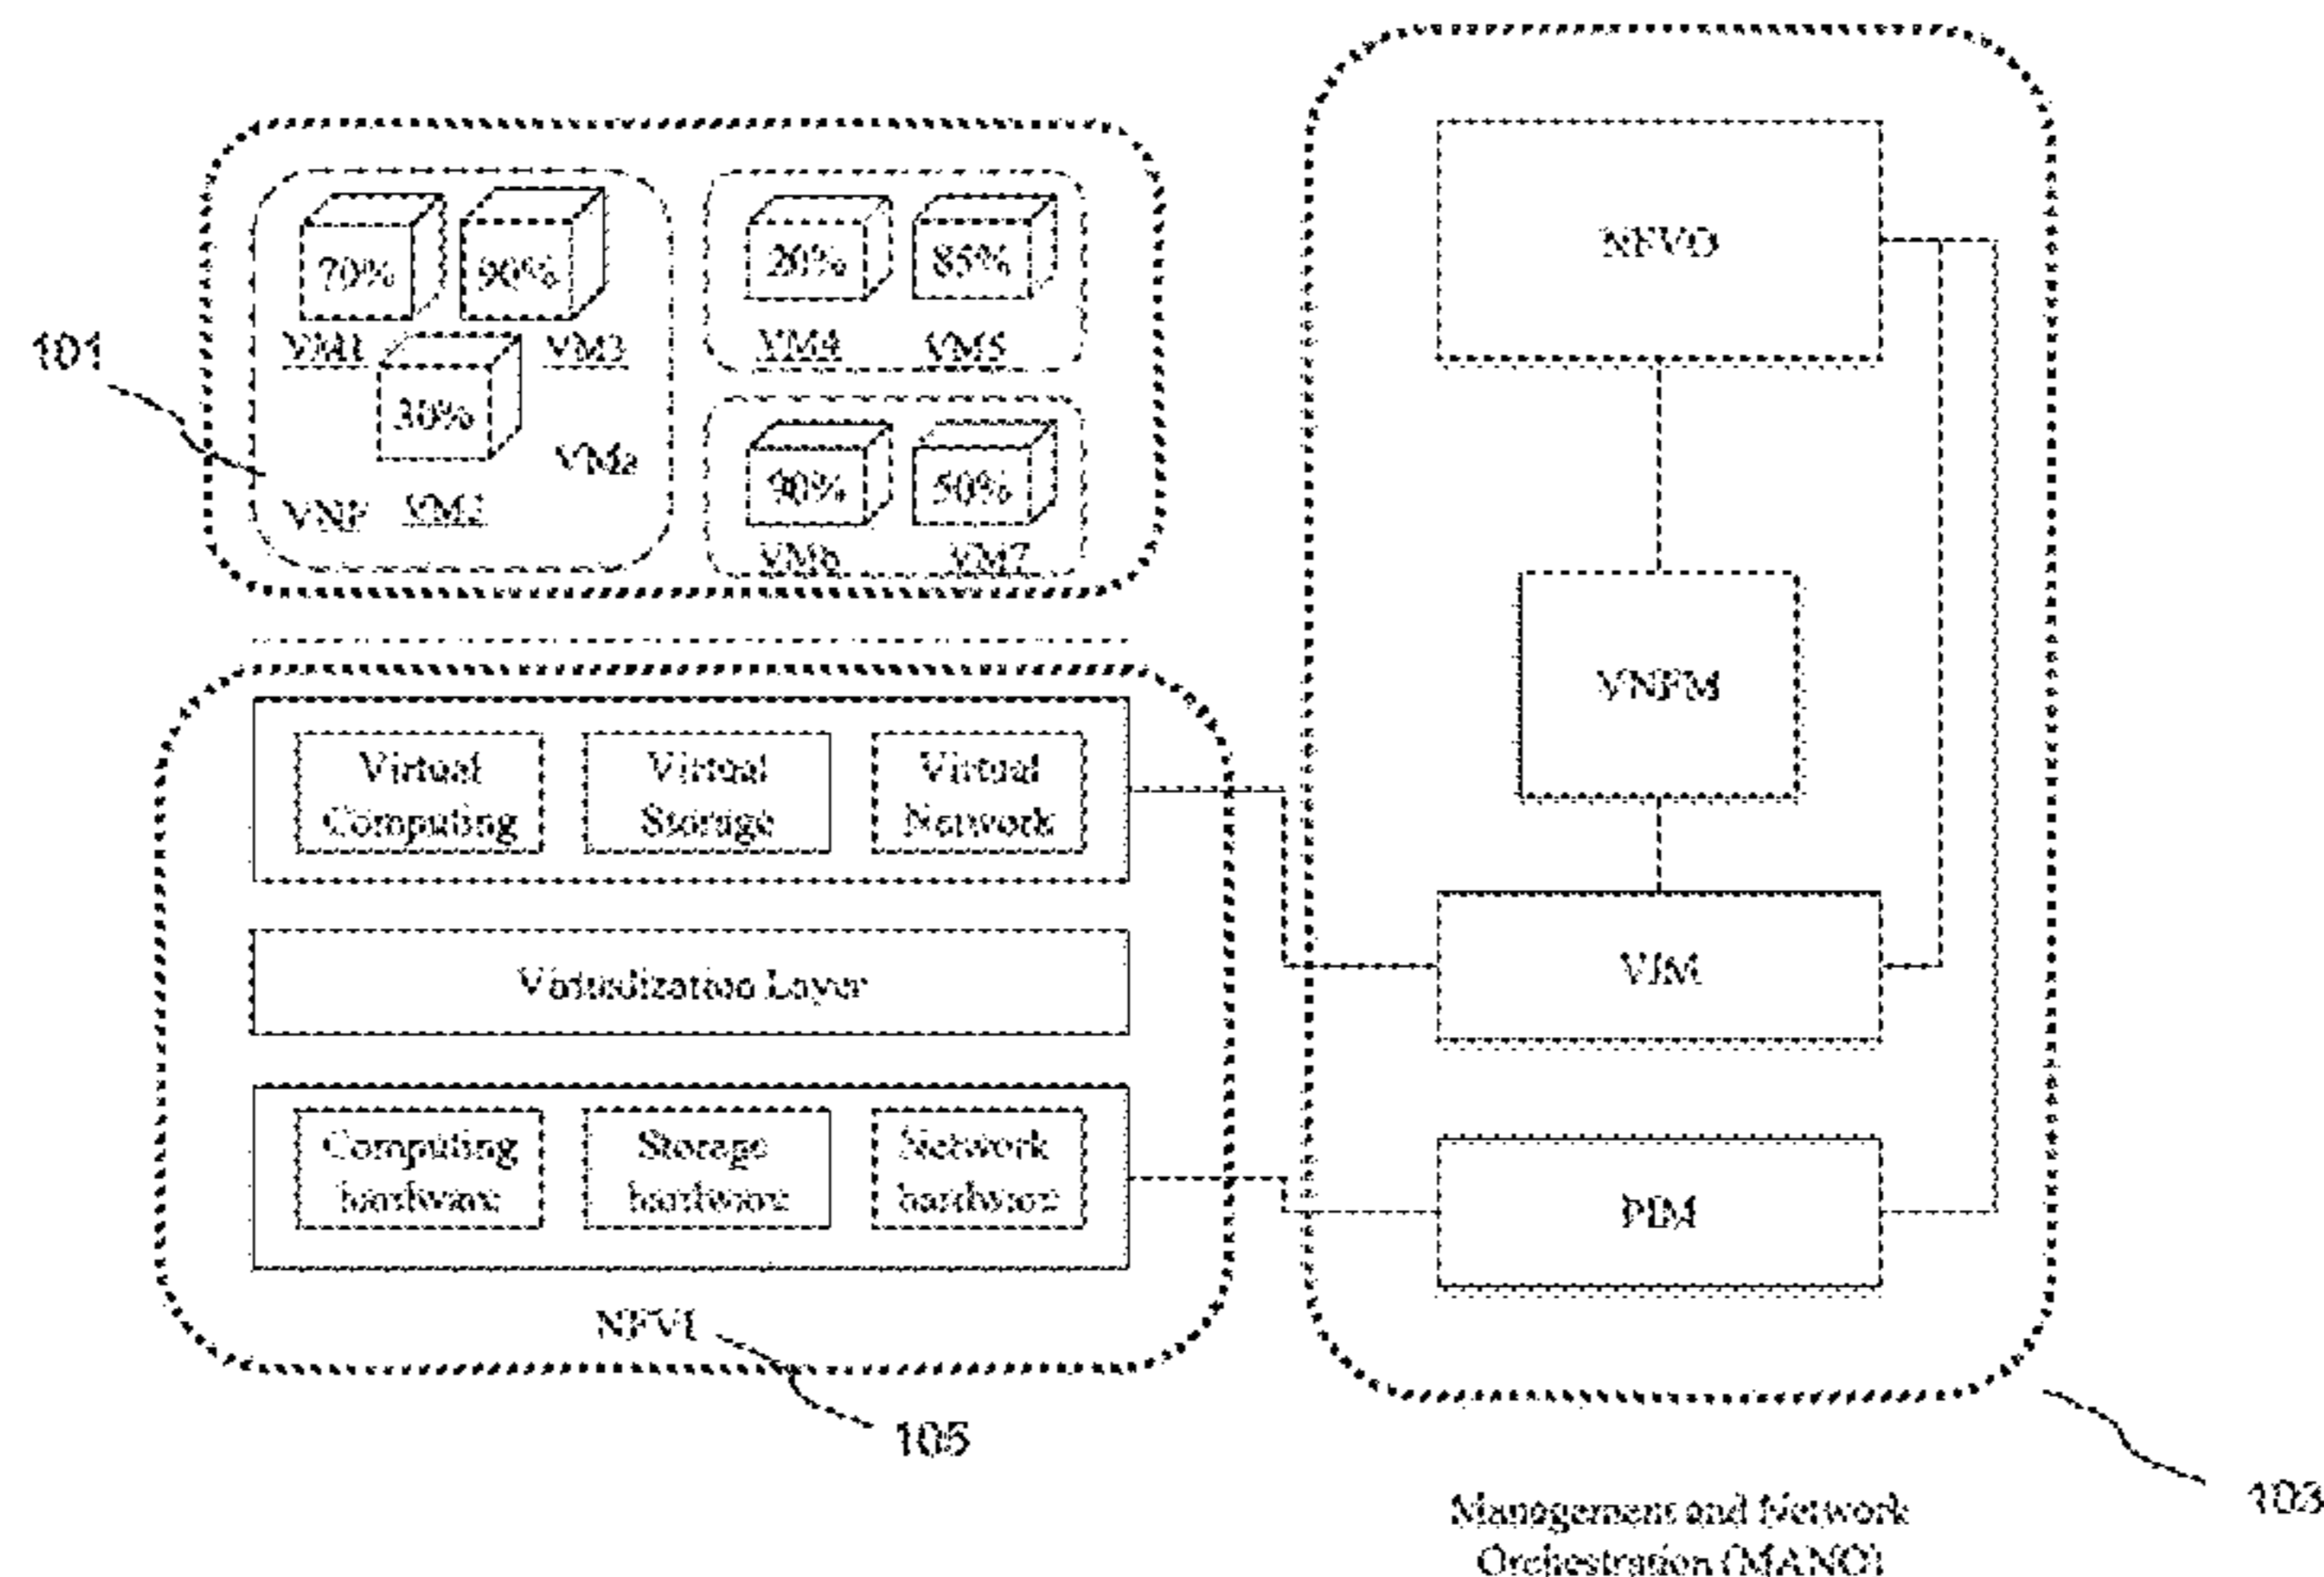 70%
90%
VM1
VM3
30%
VMs
VNF
VM2
101
20%
85%
VM4
VM5
90%
50%
VM6
VM7
Virtual
Computing
Virtual
Storage
Virtual
Network
Virtualization Layer
Computing
hardware
Storage
hardware
Network
hardware
NFVI
105
NFVO
VNFM
VIM
PIM
103
Management and Network
Orchestration (MANO)